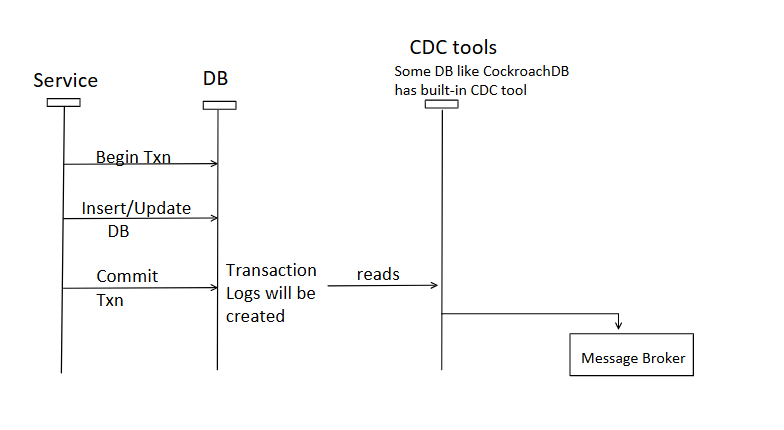 CDC tools
Some DB like CockroachDB
has built-in CDC tool
Service
DB
Begin Txn
Insert/Update
DB
Commit
Txn
Transaction
Logs will be
created
reads
Message Broker